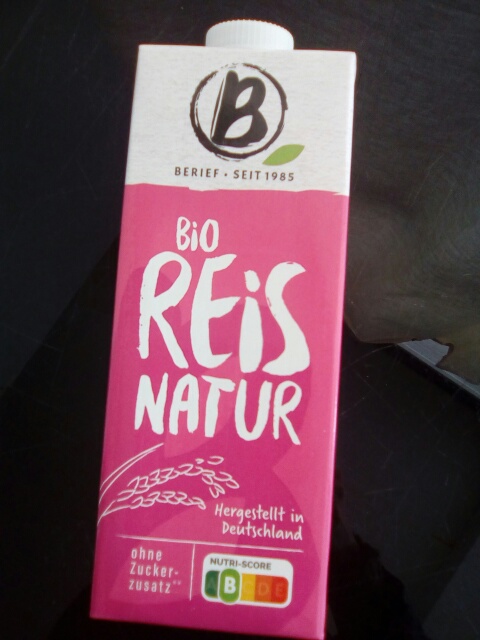 B
BERIEF • SEIT 1985
BiO
REiS
NATUR
Hergestellt in
Deutschland
ohne
Zucker-
zusatz**
NUTRI-SCORE
A B C D E